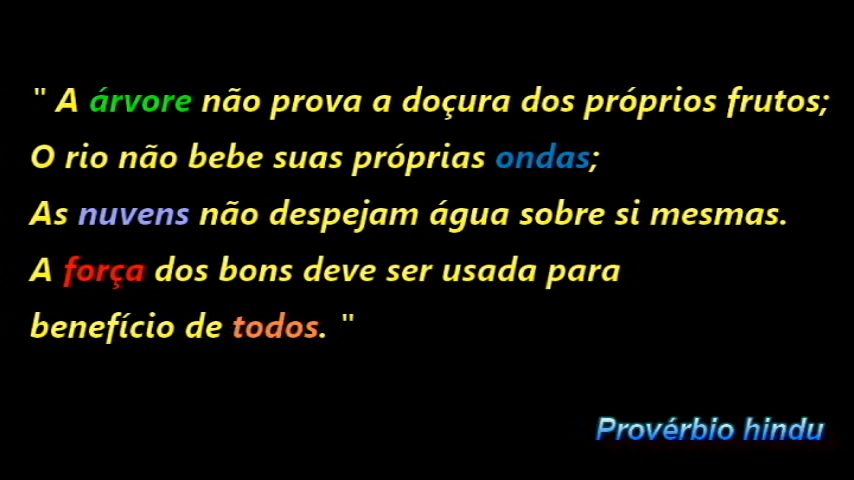 " A árvore não prova a doçura dos próprios frutos;
O rio não bebe suas próprias ondas;
As nuvens não despejam água sobre si mesmas.
A força dos bons deve ser usada para
benefício de todos. "
Provérbio hindu